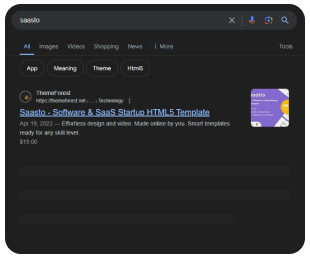 saasto
All Images Videos Shopping News More Tools
App Meaning Theme Html5
ThemeForest
https://themeforest.net › ... › Technology
Saasto - Software & SaaS Startup HTML5 Template
Apr 19, 2022 — Effortless design and video. Made online by you. Smart templates
ready for any skill level.
$19.00